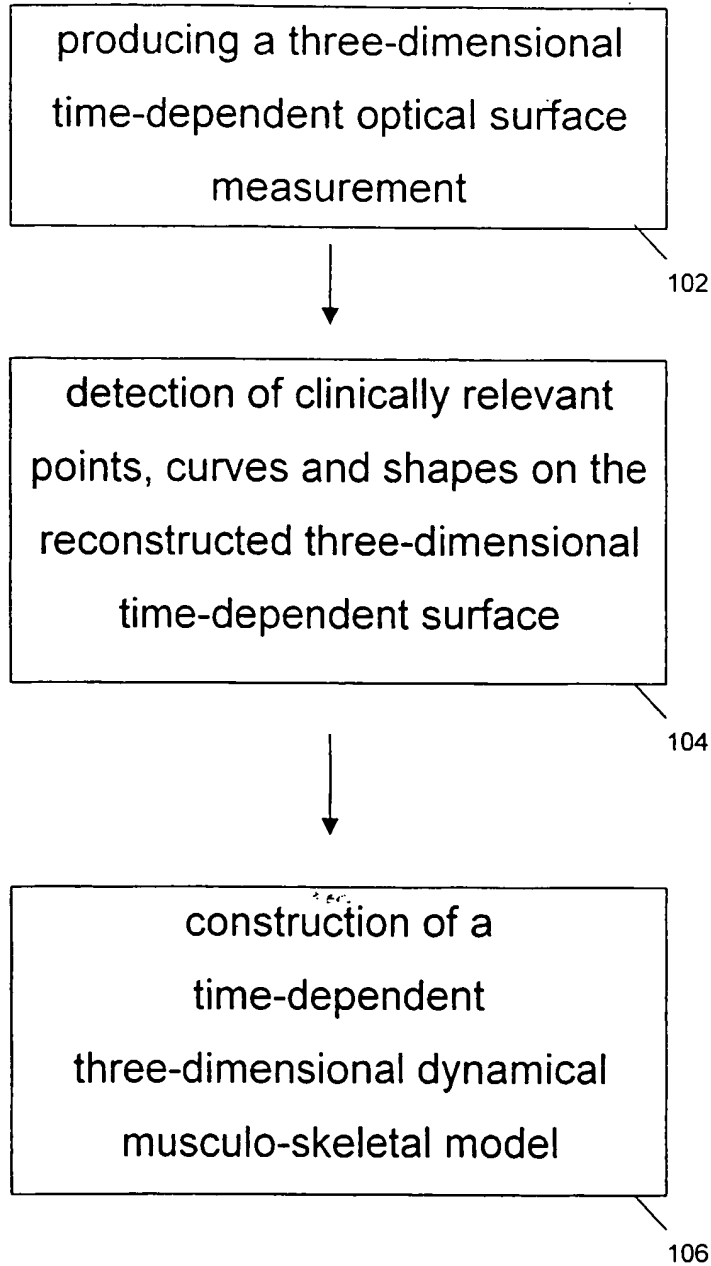 producing a three-dimensional
time-dependent optical surface
measurement
102
detection of clinically relevant
points, curves and shapes on the
reconstructed three-dimensional
time-dependent surface
104
construction of a
time-dependent
three-dimensional dynamical
musculo-skeletal model
106